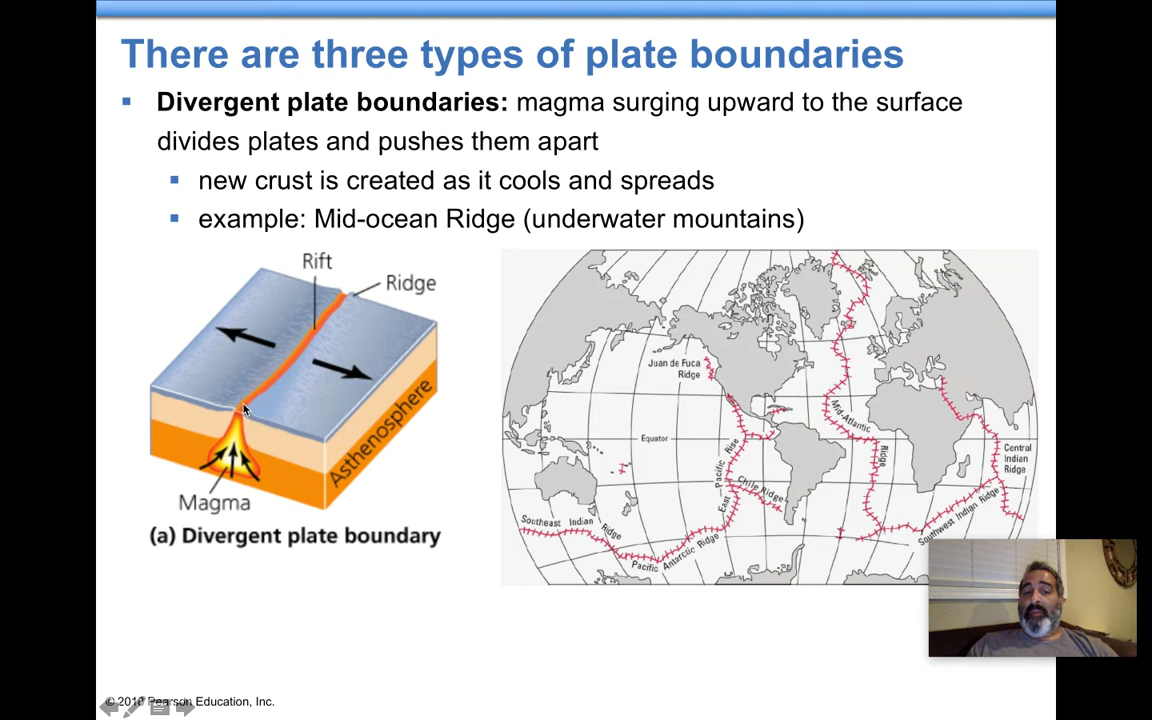 There are three types of plate boundaries
▪ Divergent plate boundaries: magma surging upward to the surface
divides plates and pushes them apart
▪ new crust is created as it cools and spreads
▪ example: Mid-ocean Ridge (underwater mountains)
Rift
Ridge
Asthenosphere
Magma
(a) Divergent plate boundary
Juan de Fuca
Ridge
Mid-Atlantic
Ridge
Equator
East Pacific Rise
Chile Ridge
Central
Indian
Ridge
Southeast Indian Ridge
Pacific Antarctic Ridge
Southwest Indian Ridge
Pearson Education, Inc.